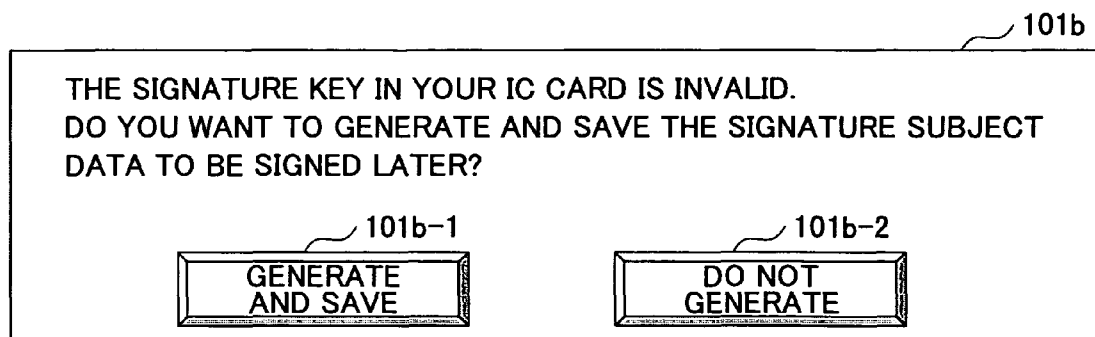 101b
THE SIGNATURE KEY IN YOUR IC CARD IS INVALID.
DO YOU WANT TO GENERATE AND SAVE THE SIGNATURE SUBJECT
DATA TO BE SIGNED LATER?
101b-1
101b-2
GENERATE
AND SAVE
DO NOT
GENERATE